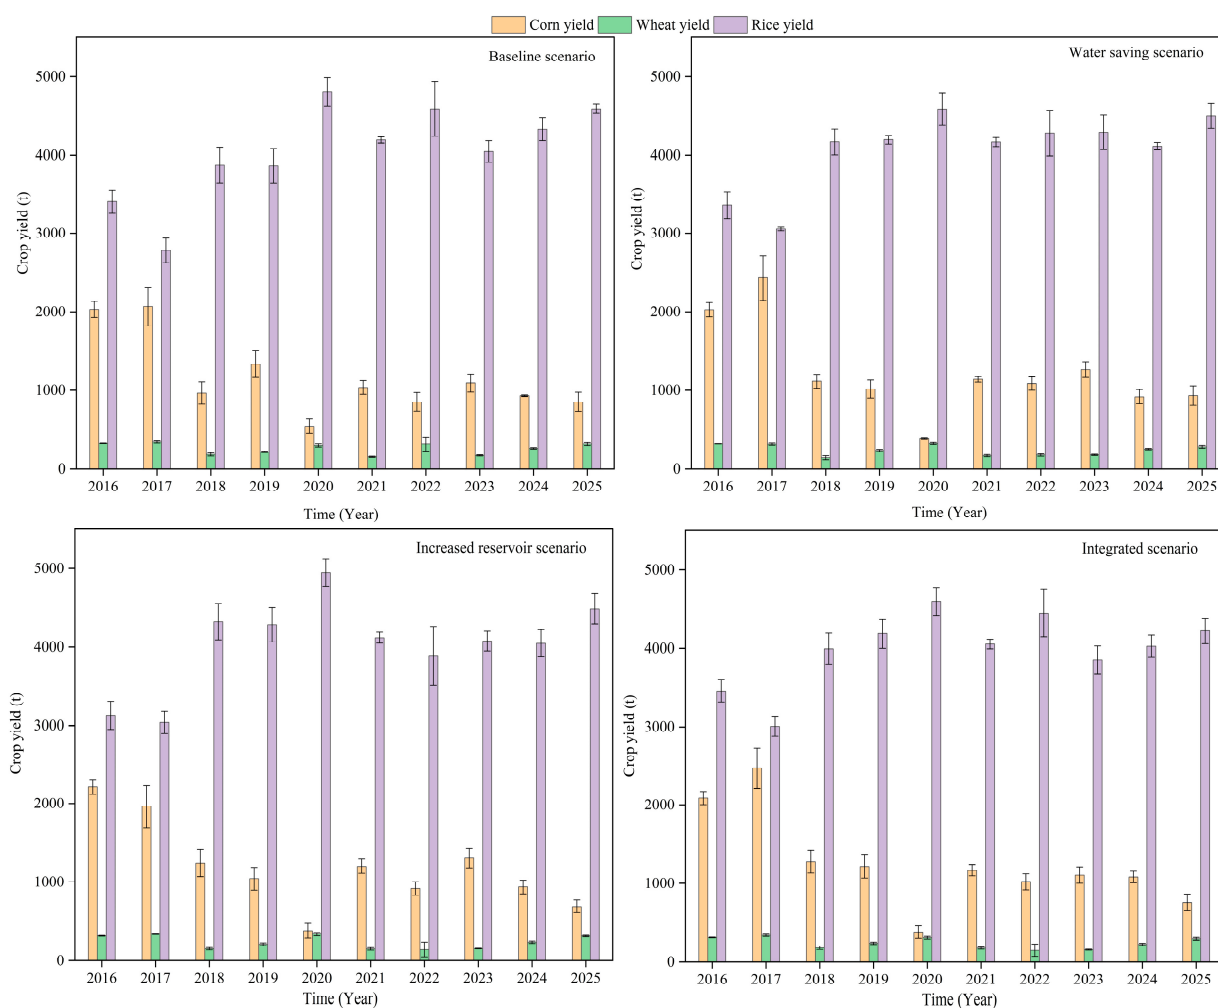 Corn yield Wheat yield Rice yield
Baseline scenario
Crop yield (t)
5000
4000
3000
2000
1000
0
2016 2017 2018 2019 2020 2021 2022 2023 2024 2025
Time (Year)
Water saving scenario
Crop yield (t)
5000
4000
3000
2000
1000
0
2016 2017 2018 2019 2020 2021 2022 2023 2024 2025
Time (Year)
Increased reservoir scenario
Crop yield (t)
5000
4000
3000
2000
1000
0
2016 2017 2018 2019 2020 2021 2022 2023 2024 2025
Time (Year)
Integrated scenario
Crop yield (t)
5000
4000
3000
2000
1000
0
2016 2017 2018 2019 2020 2021 2022 2023 2024 2025
Time (Year)